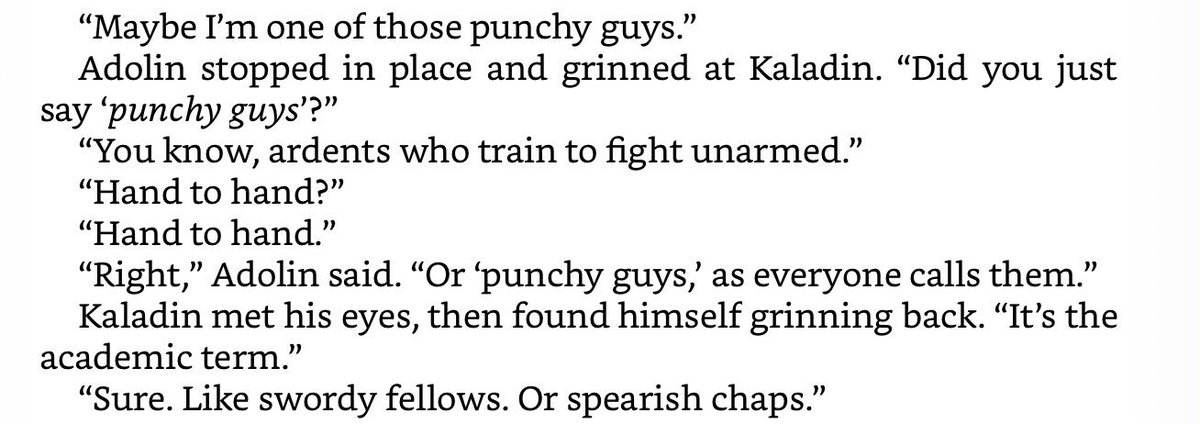 “Maybe I’m one of those punchy guys.”
Adolin stopped in place and grinned at Kaladin. “Did you just
say ‘punchy guys’?”
“You know, ardents who train to fight unarmed.”
“Hand to hand?”
“Hand to hand.”
“Right,” Adolin said. “Or ‘punchy guys,’ as everyone calls them.”
Kaladin met his eyes, then found himself grinning back. “It’s the
academic term.”
“Sure. Like swordy fellows. Or spearish chaps.”